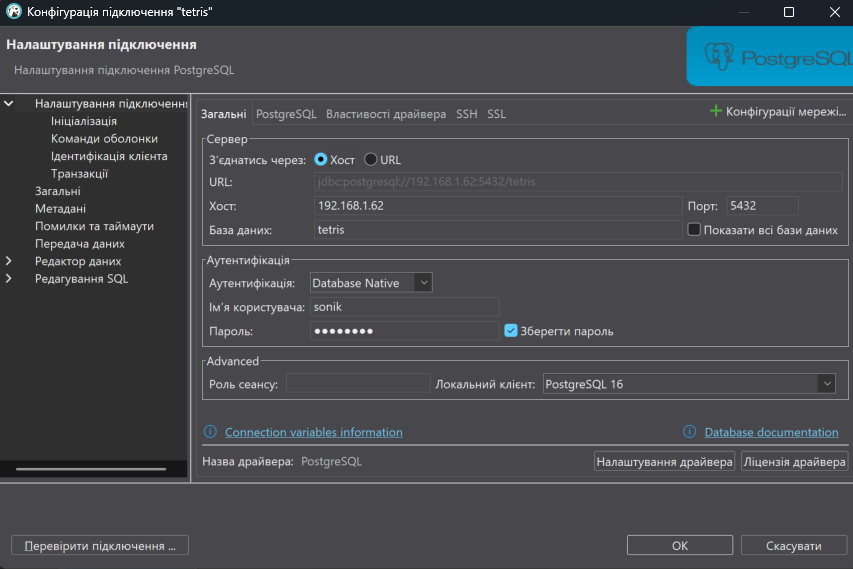 Конфігурація підключення "tetris"
Налаштування підключення
Налаштування підключення PostgreSQL
PostgreSQL
Налаштування підключення
Ініціалізація
Команди оболонки
Ідентифікація клієнта
Транзакції
Загальні
Метадані
Помилки та таймаути
Передача даних
Редактор даних
Редагування SQL
Загальні PostgreSQL Властивості драйвера SSH SSL
Конфігурації мережі...
Сервер
З'єднатись через: Хост URL
URL: jdbc:postgresql://192.168.1.62:5432/tetris
Хост: 192.168.1.62 Порт: 5432
База даних: tetris Показати всі бази даних
Аутентифікація
Аутентифікація: Database Native
Ім'я користувача: sonik
Пароль: ●●●●●●●● Зберегти пароль
Advanced
Роль сеансу: Локальний клієнт: PostgreSQL 16
Connection variables information Database documentation
Назва драйвера: PostgreSQL Налаштування драйвера Ліцензія драйвера
Перевірити підключення ... ОК Скасувати